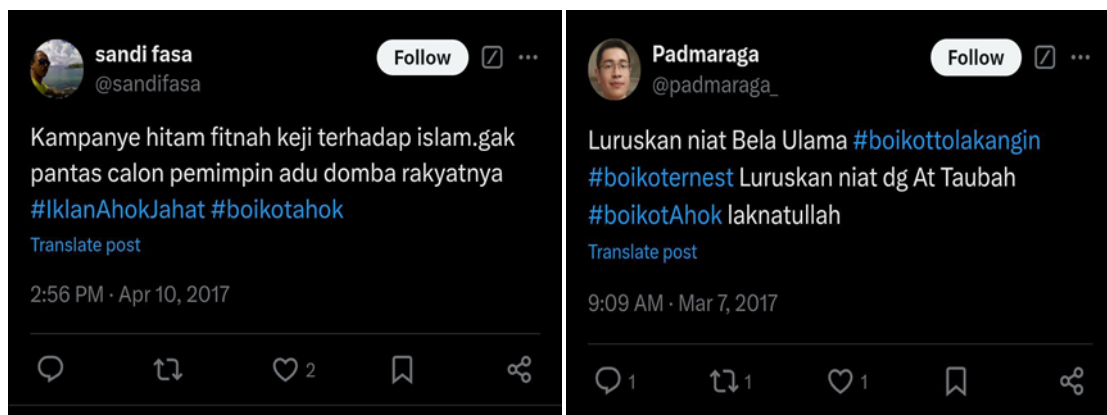 sandi fasa
@sandifasa
Follow
Kampanye hitam fitnah keji terhadap islam.gak
pantas calon pemimpin adu domba rakyatnya
#IklanAhokJahat #boikotahok
Translate post
2:56 PM · Apr 10, 2017
2
Padmaraga
@padmaraga_
Follow
Luruskan niat Bela Ulama #boikottolakangin
#boikoternest Luruskan niat dg At Taubah
#boikotAhok laknatullah
Translate post
9:09 AM · Mar 7, 2017
1 1 1